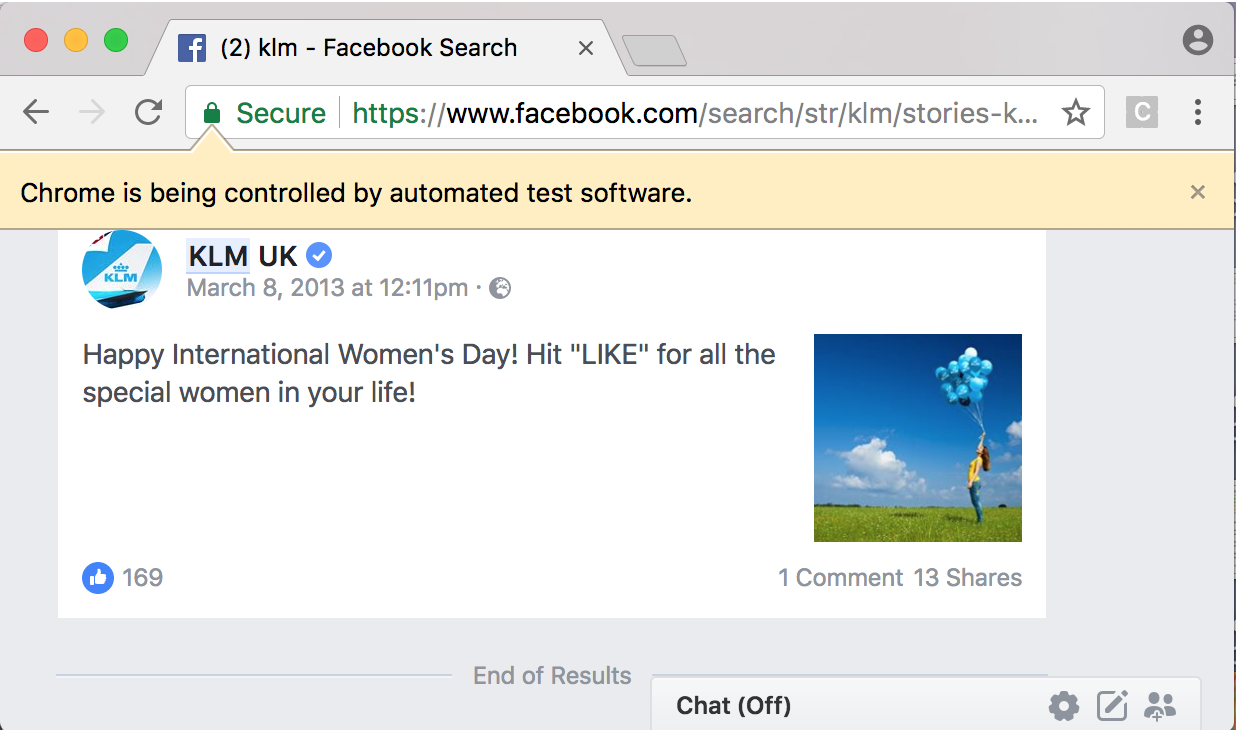 (2) klm - Facebook Search
Secure https://www.facebook.com/search/str/klm/stories-k...
C
Chrome is being controlled by automated test software.
KLM
KLM UK
March 8, 2013 at 12:11pm ·
Happy International Women's Day! Hit "LIKE" for all the
special women in your life!
169
1 Comment 13 Shares
End of Results
Chat (Off)